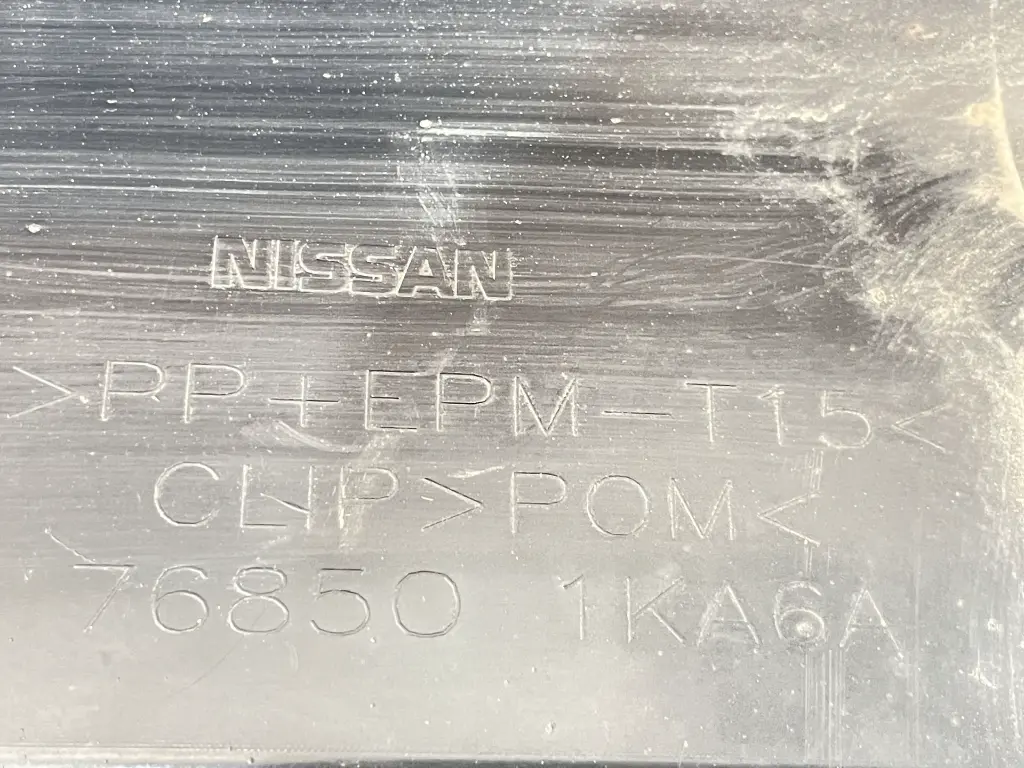 NISSAN
>PP+EPM-T15<
CLIP>POM<
76850 1KA6A